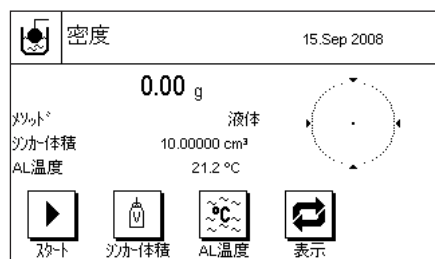 密度 15.Sep 2008
0.00 g
ﾒｿｯﾄﾞ 液体
ｼﾝｶｰ体積 10.00000 cm³
AL温度 21.2 °C
V °C
ｽﾀｰﾄ ｼﾝｶｰ体積 AL温度 表示